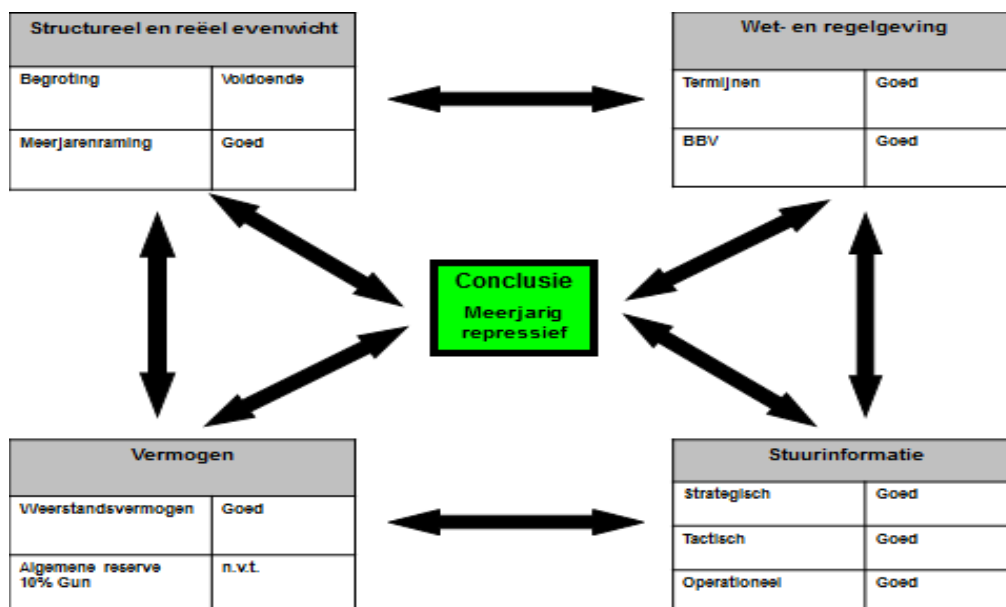 Structureel en reëel evenwicht
Begroting Voldoende
Meerjarenraming Goed
Wet- en regelgeving
Termijnen Goed
BBV Goed
Conclusie
Meerjarig
repressief
Vermogen
Weerstandsvermogen Goed
Algemene reserve n.v.t.
10% Gun
Stuurinformatie
Strategisch Goed
Tactisch Goed
Operationeel Goed